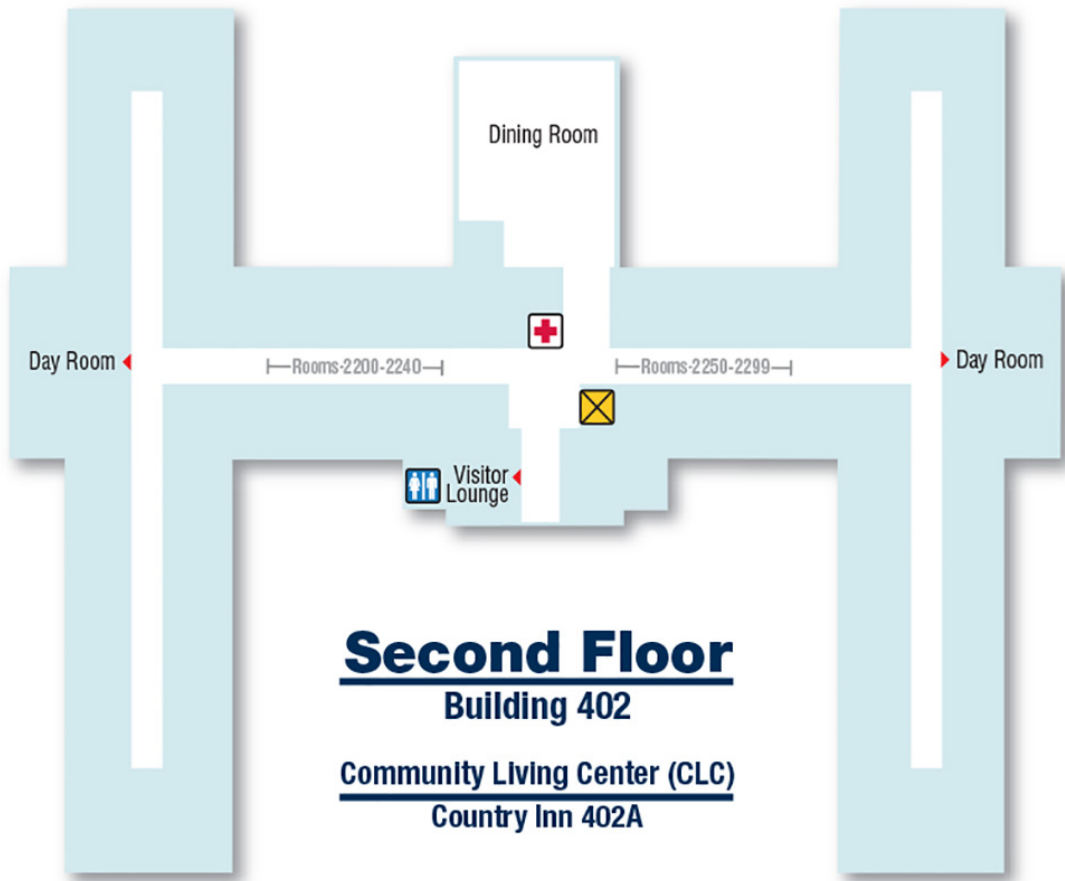 Dining Room
Day Room
Rooms-2200-2240
Rooms-2250-2299
Day Room
Visitor
Lounge
Second Floor
Building 402
Community Living Center (CLC)
Country Inn 402A